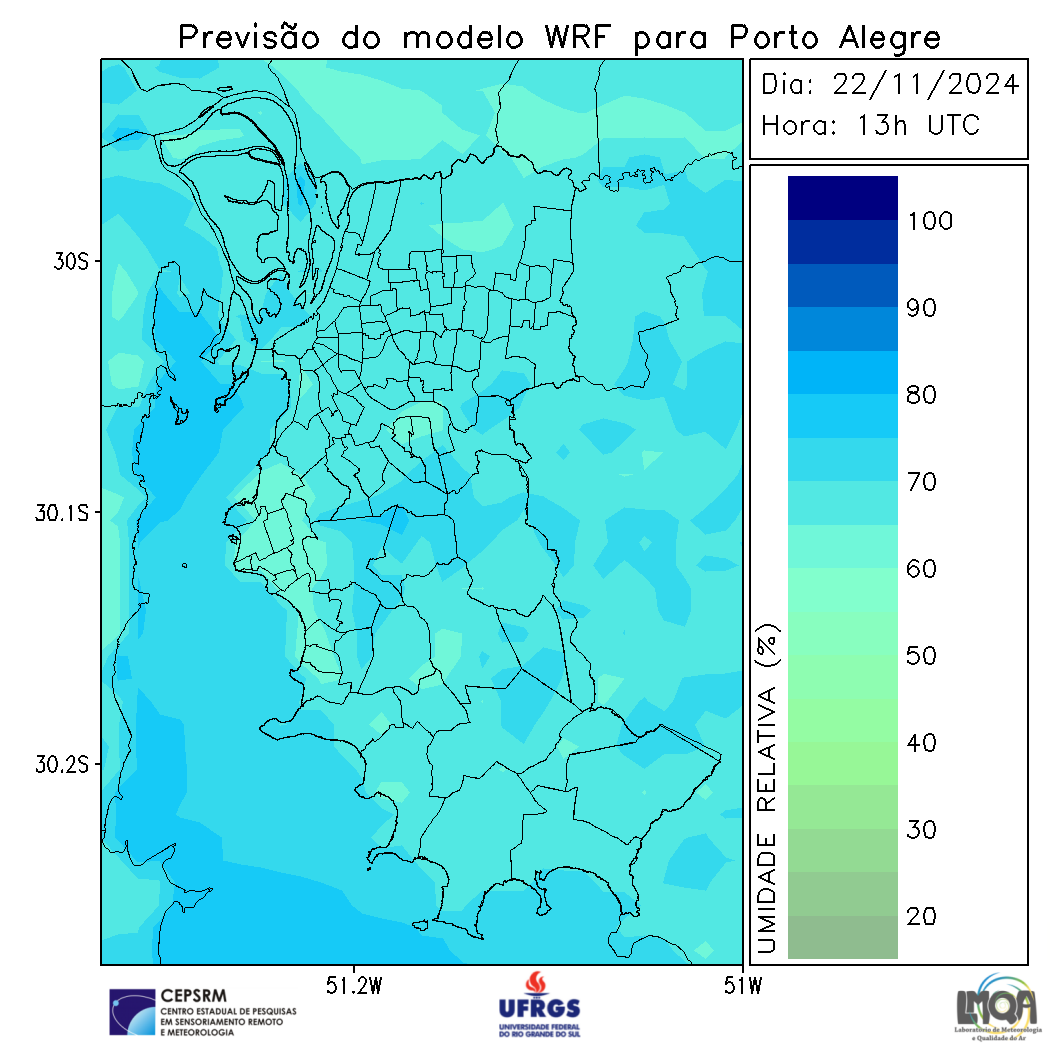 Previsão do modelo WRF para Porto Alegre
Dia: 22/11/2024
Hora: 13h UTC
30S
30.1S
30.2S
51.2W
51W
100
90
80
70
60
50
40
30
20
UMIDADE RELATIVA (%)
CEPSRM
CENTRO ESTADUAL DE PESQUISAS
EM SENSORIAMENTO REMOTO
E METEOROLOGIA
UFRGS
UNIVERSIDADE FEDERAL
DO RIO GRANDE DO SUL
LMQA
Laboratório de Meteorologia
e Qualidade do Ar